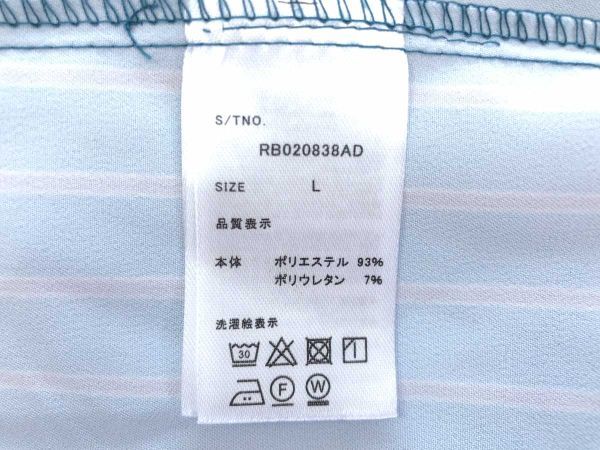 S/TNO.
RB020838AD
SIZE L
品質表示
本体 ポリエステル 93%
ポリウレタン 7%
洗濯絵表示
30
F W